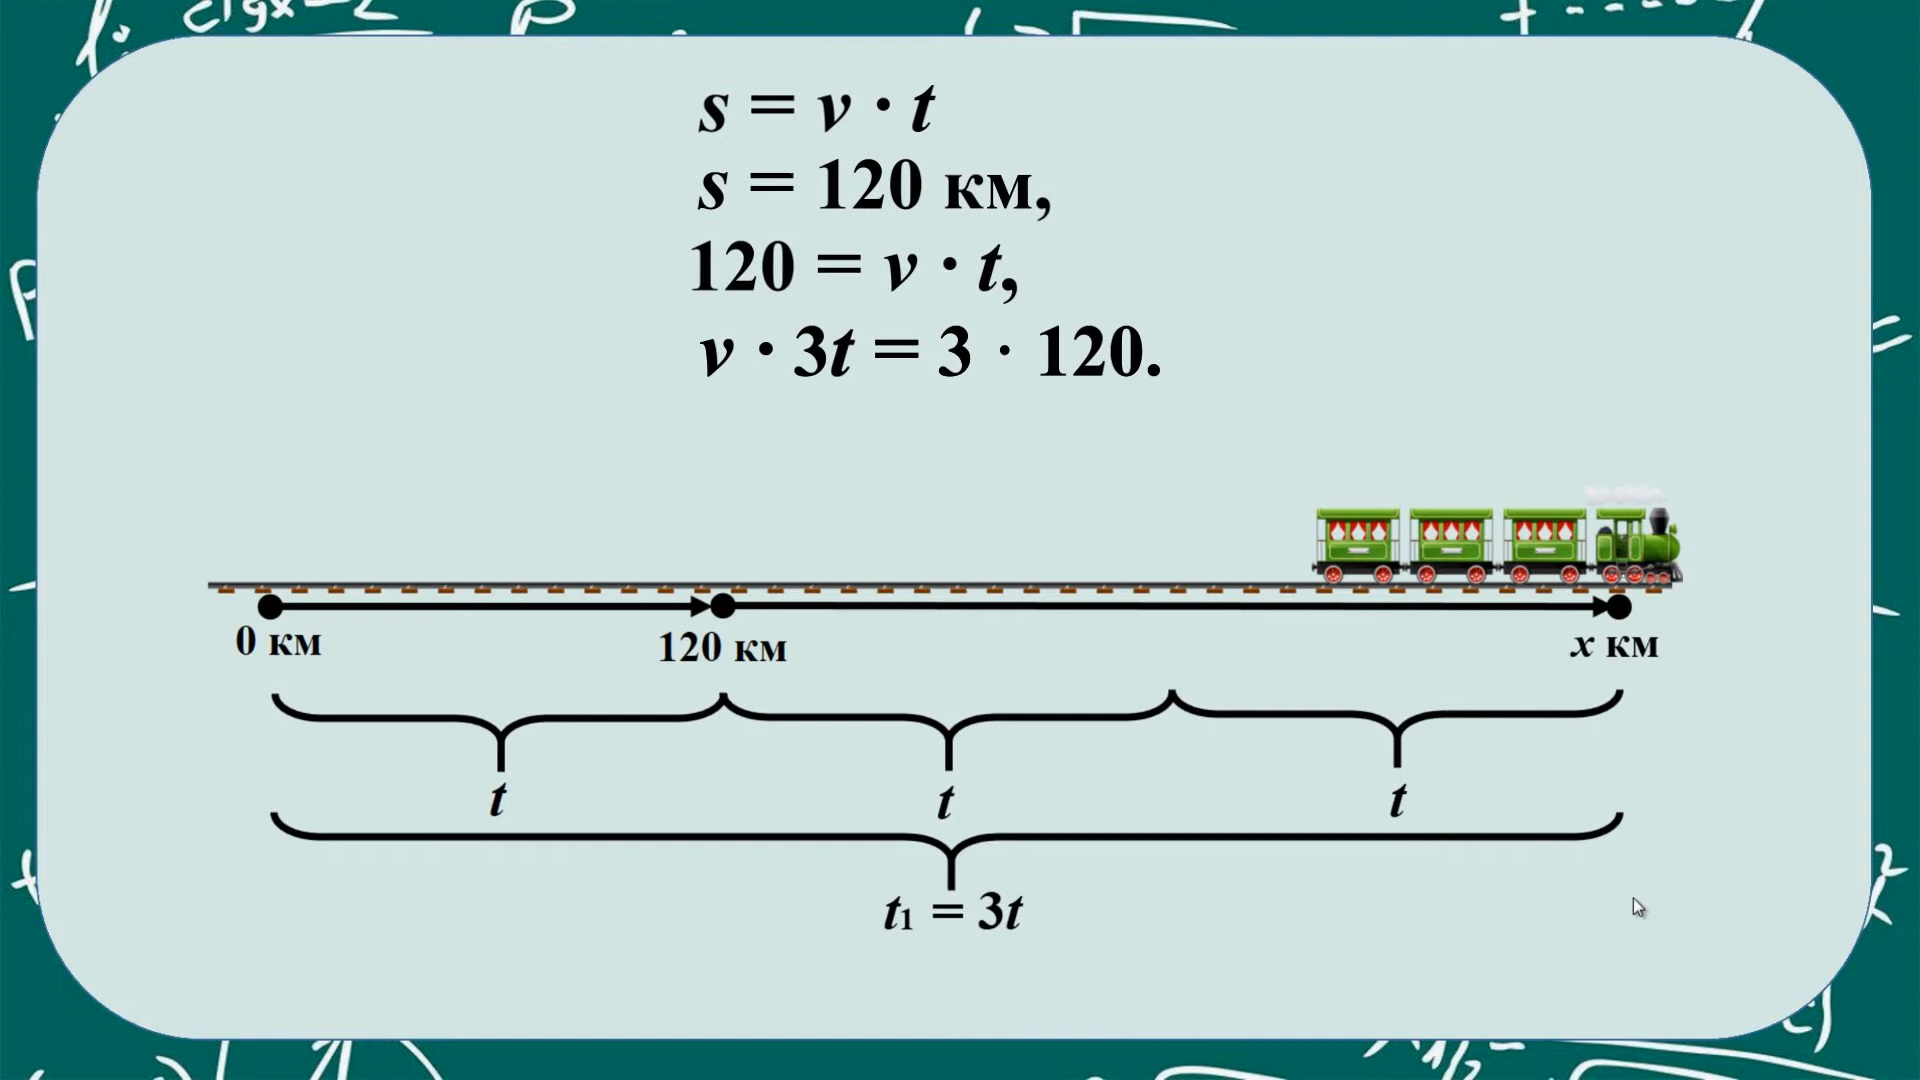 s = v · t
s = 120 км,
120 = v · t,
v · 3t = 3 · 120.
0 км
120 км
x км
t
t
t
t₁ = 3t